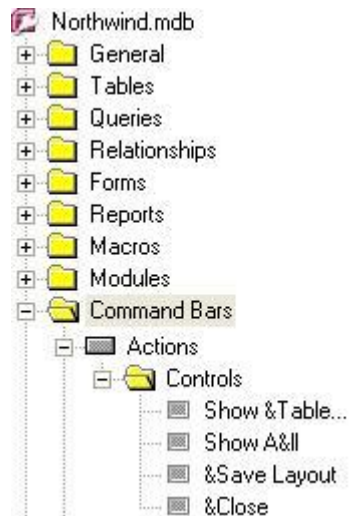 Northwind.mdb
General
Tables
Queries
Relationships
Forms
Reports
Macros
Modules
Command Bars
Actions
Controls
Show &Table...
Show A&ll
&Save Layout
&Close